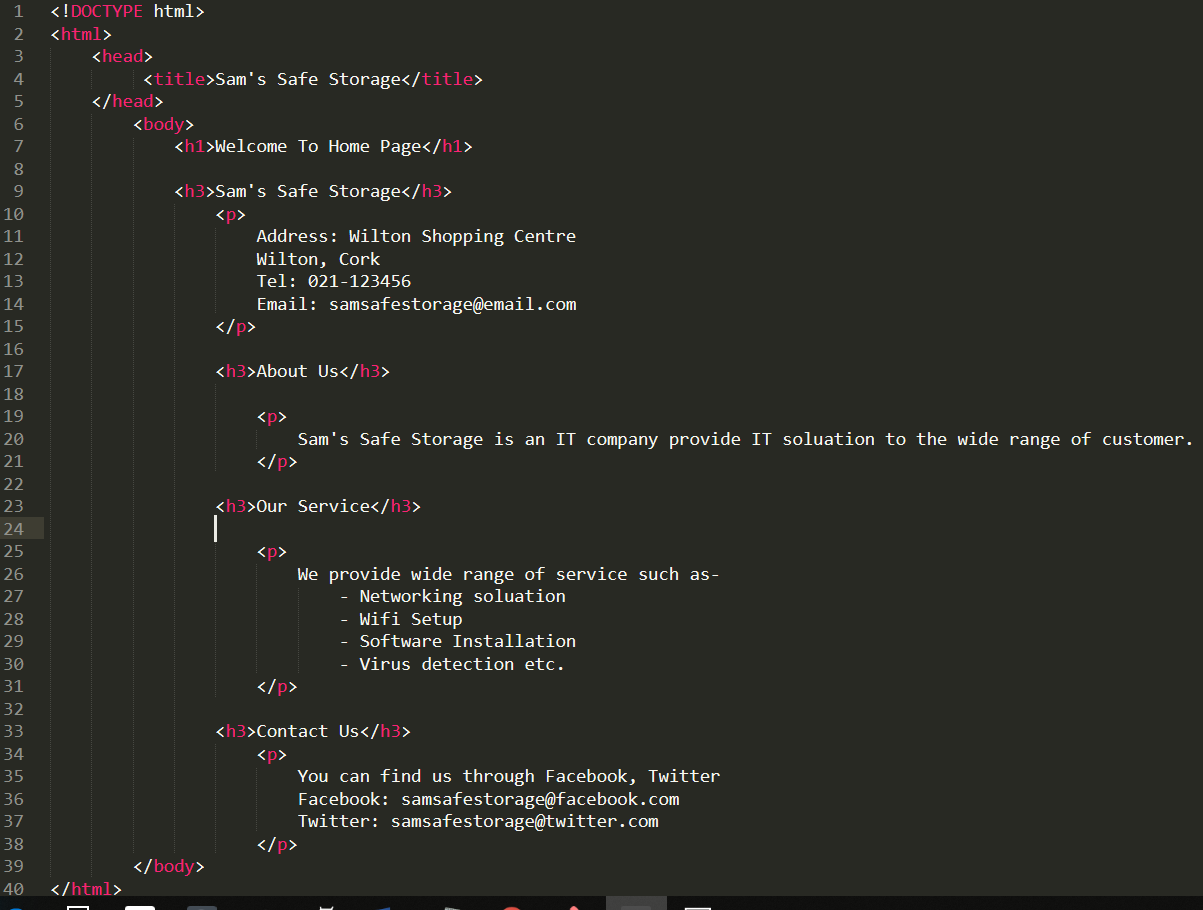 1 <!DOCTYPE html>
2 <html>
3 <head>
4 <title>Sam's Safe Storage</title>
5 </head>
6 <body>
7 <h1>Welcome To Home Page</h1>
8
9 <h3>Sam's Safe Storage</h3>
10 <p>
11 Address: Wilton Shopping Centre
12 Wilton, Cork
13 Tel: 021-123456
14 Email: samsafestorage@email.com
15 </p>
16
17 <h3>About Us</h3>
18
19 <p>
20 Sam's Safe Storage is an IT company provide IT soluation to the wide range of customer.
21 </p>
22
23 <h3>Our Service</h3>
24
25 <p>
26 We provide wide range of service such as-
27 - Networking soluation
28 - Wifi Setup
29 - Software Installation
30 - Virus detection etc.
31 </p>
32
33 <h3>Contact Us</h3>
34 <p>
35 You can find us through Facebook, Twitter
36 Facebook: samsafestorage@facebook.com
37 Twitter: samsafestorage@twitter.com
38 </p>
39 </body>
40 </html>